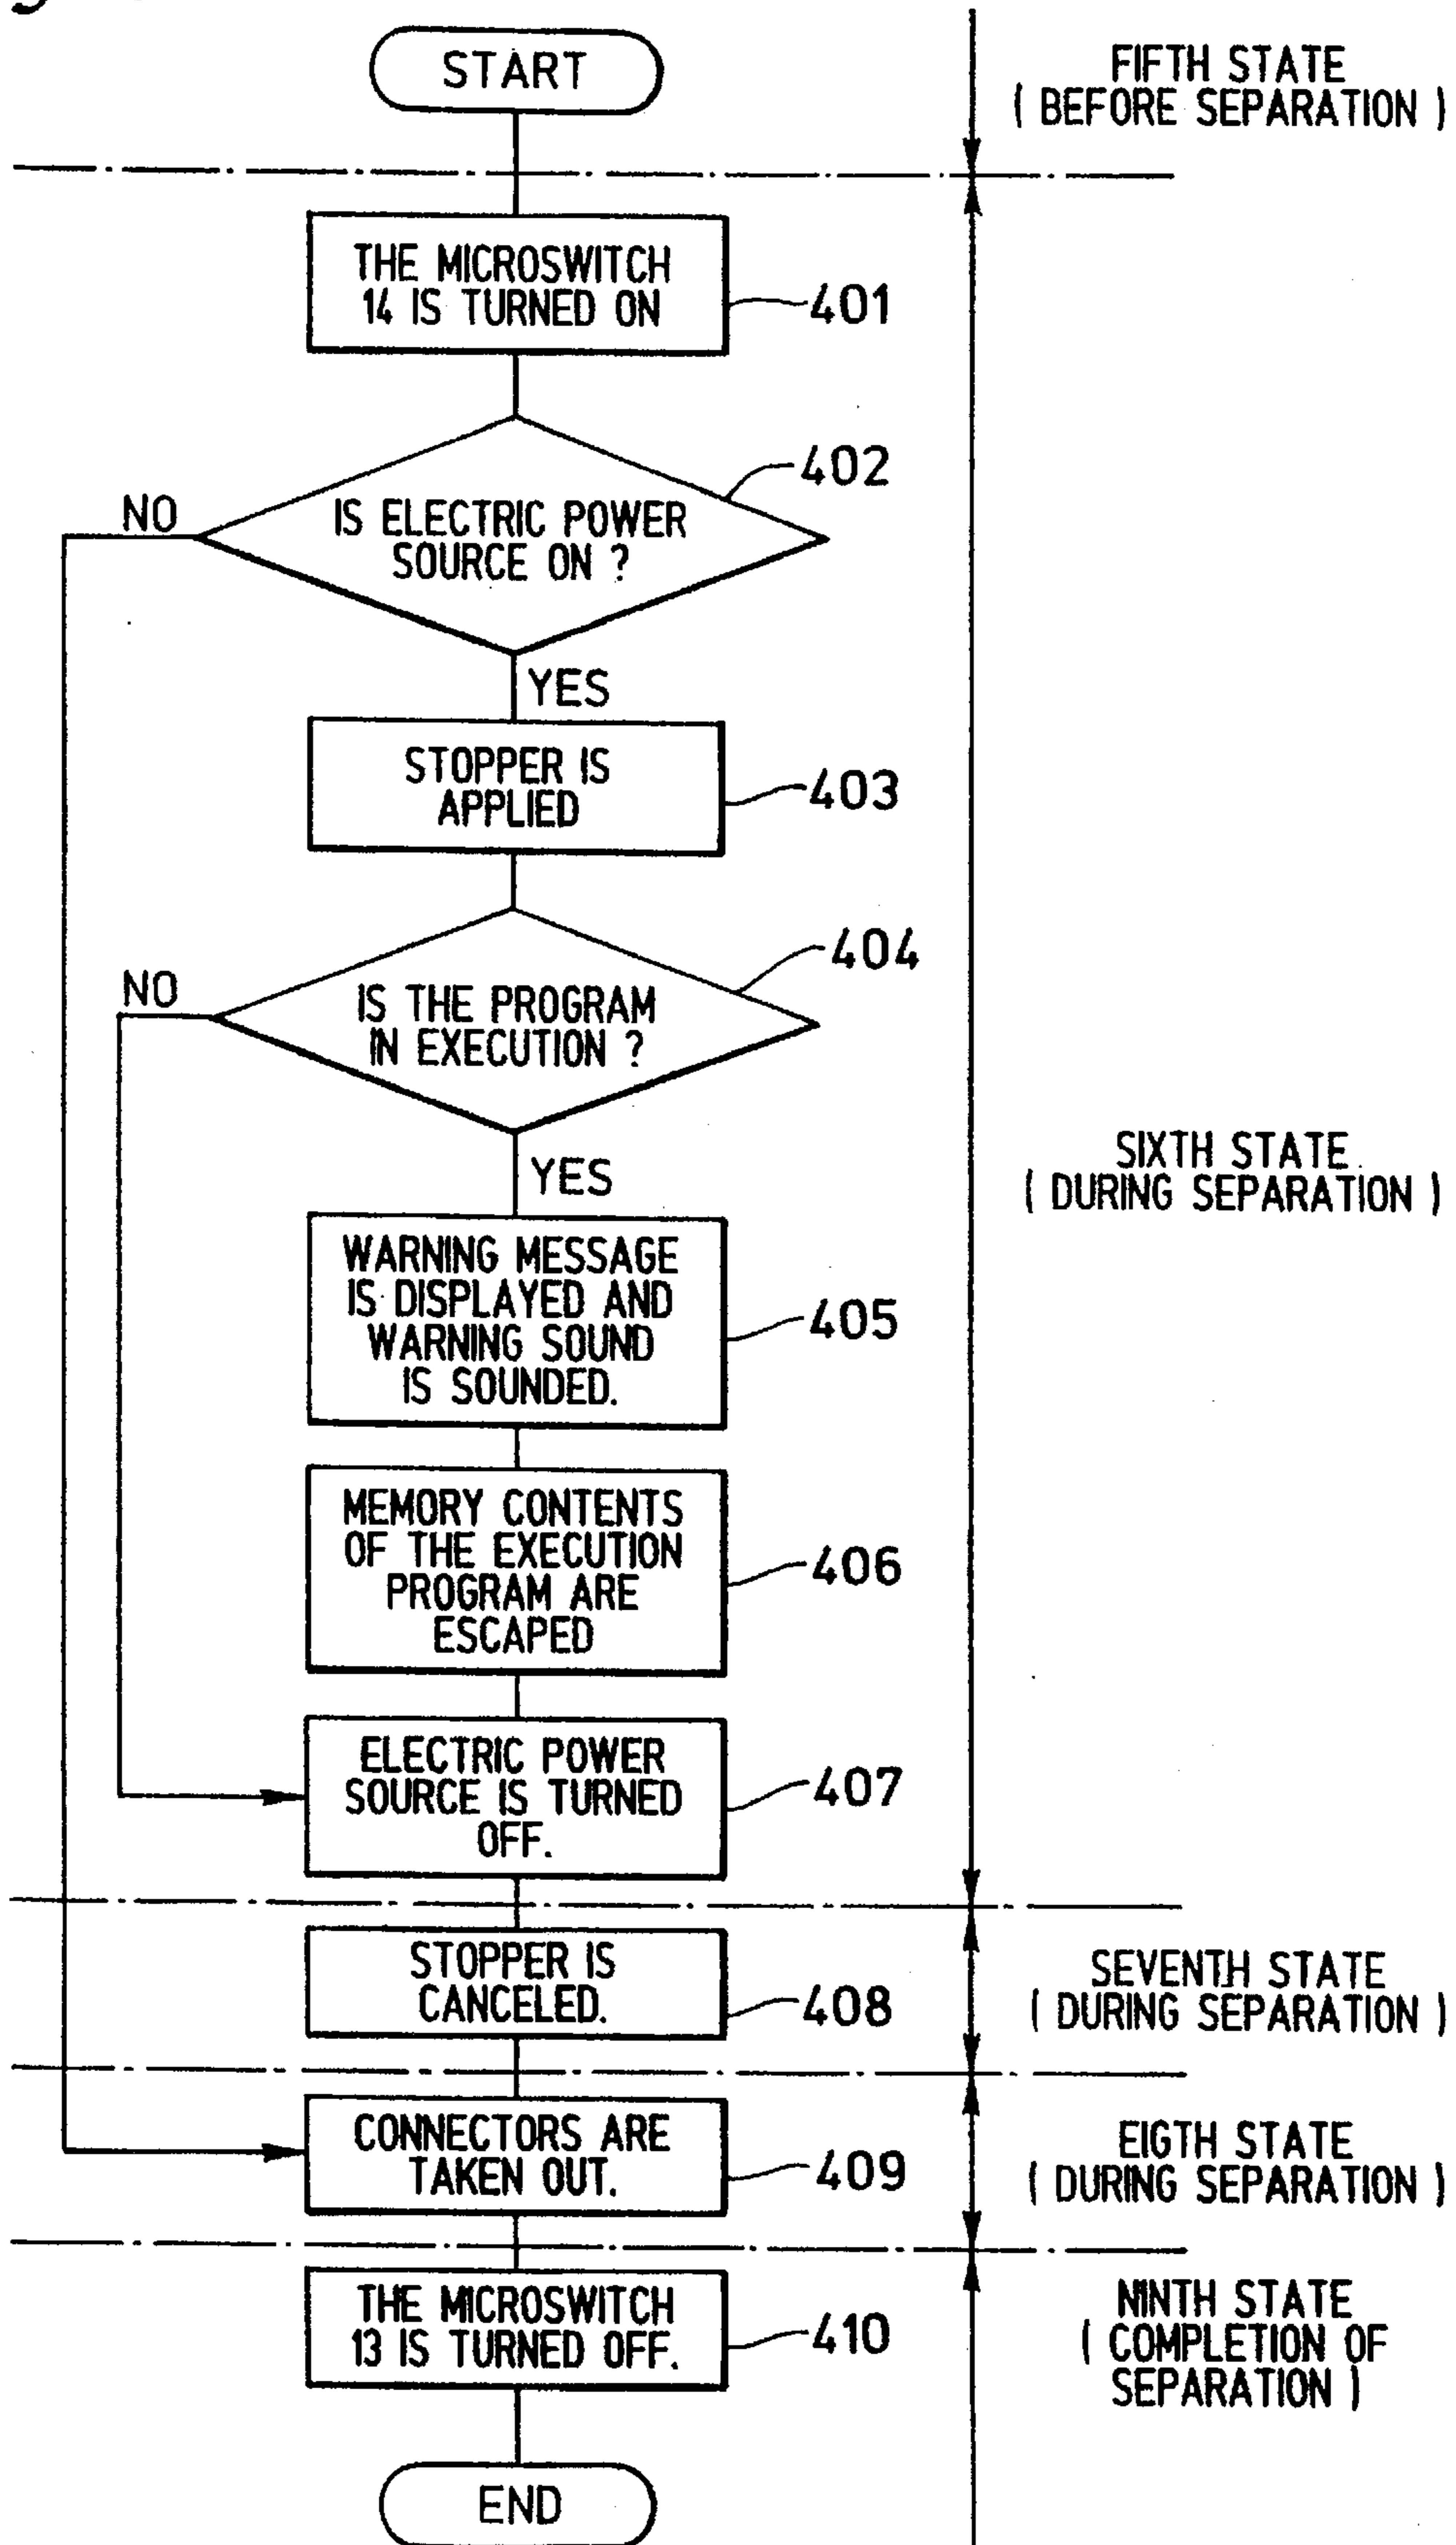 START
FIFTH STATE
( BEFORE SEPARATION )
THE MICROSWITCH
14 IS TURNED ON
401
402
NO
IS ELECTRIC POWER
SOURCE ON ?
YES
STOPPER IS
APPLIED
403
404
NO
IS THE PROGRAM
IN EXECUTION ?
YES
SIXTH STATE
( DURING SEPARATION )
WARNING MESSAGE
IS DISPLAYED AND
WARNING SOUND
IS SOUNDED.
405
MEMORY CONTENTS
OF THE EXECUTION
PROGRAM ARE
ESCAPED
406
ELECTRIC POWER
SOURCE IS TURNED
OFF.
407
STOPPER IS
CANCELED.
408
SEVENTH STATE
( DURING SEPARATION )
CONNECTORS ARE
TAKEN OUT.
409
EIGTH STATE
( DURING SEPARATION )
THE MICROSWITCH
13 IS TURNED OFF.
410
NINTH STATE
( COMPLETION OF
SEPARATION )
END